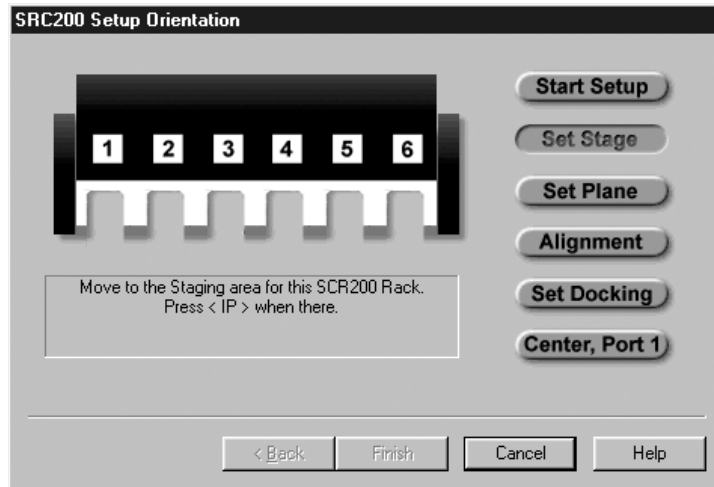 SRC200 Setup Orientation
1 2 3 4 5 6
Start Setup
Set Stage
Set Plane
Alignment
Set Docking
Center, Port 1
Move to the Staging area for this SCR200 Rack.
Press < IP > when there.
< Back
Finish
Cancel
Help